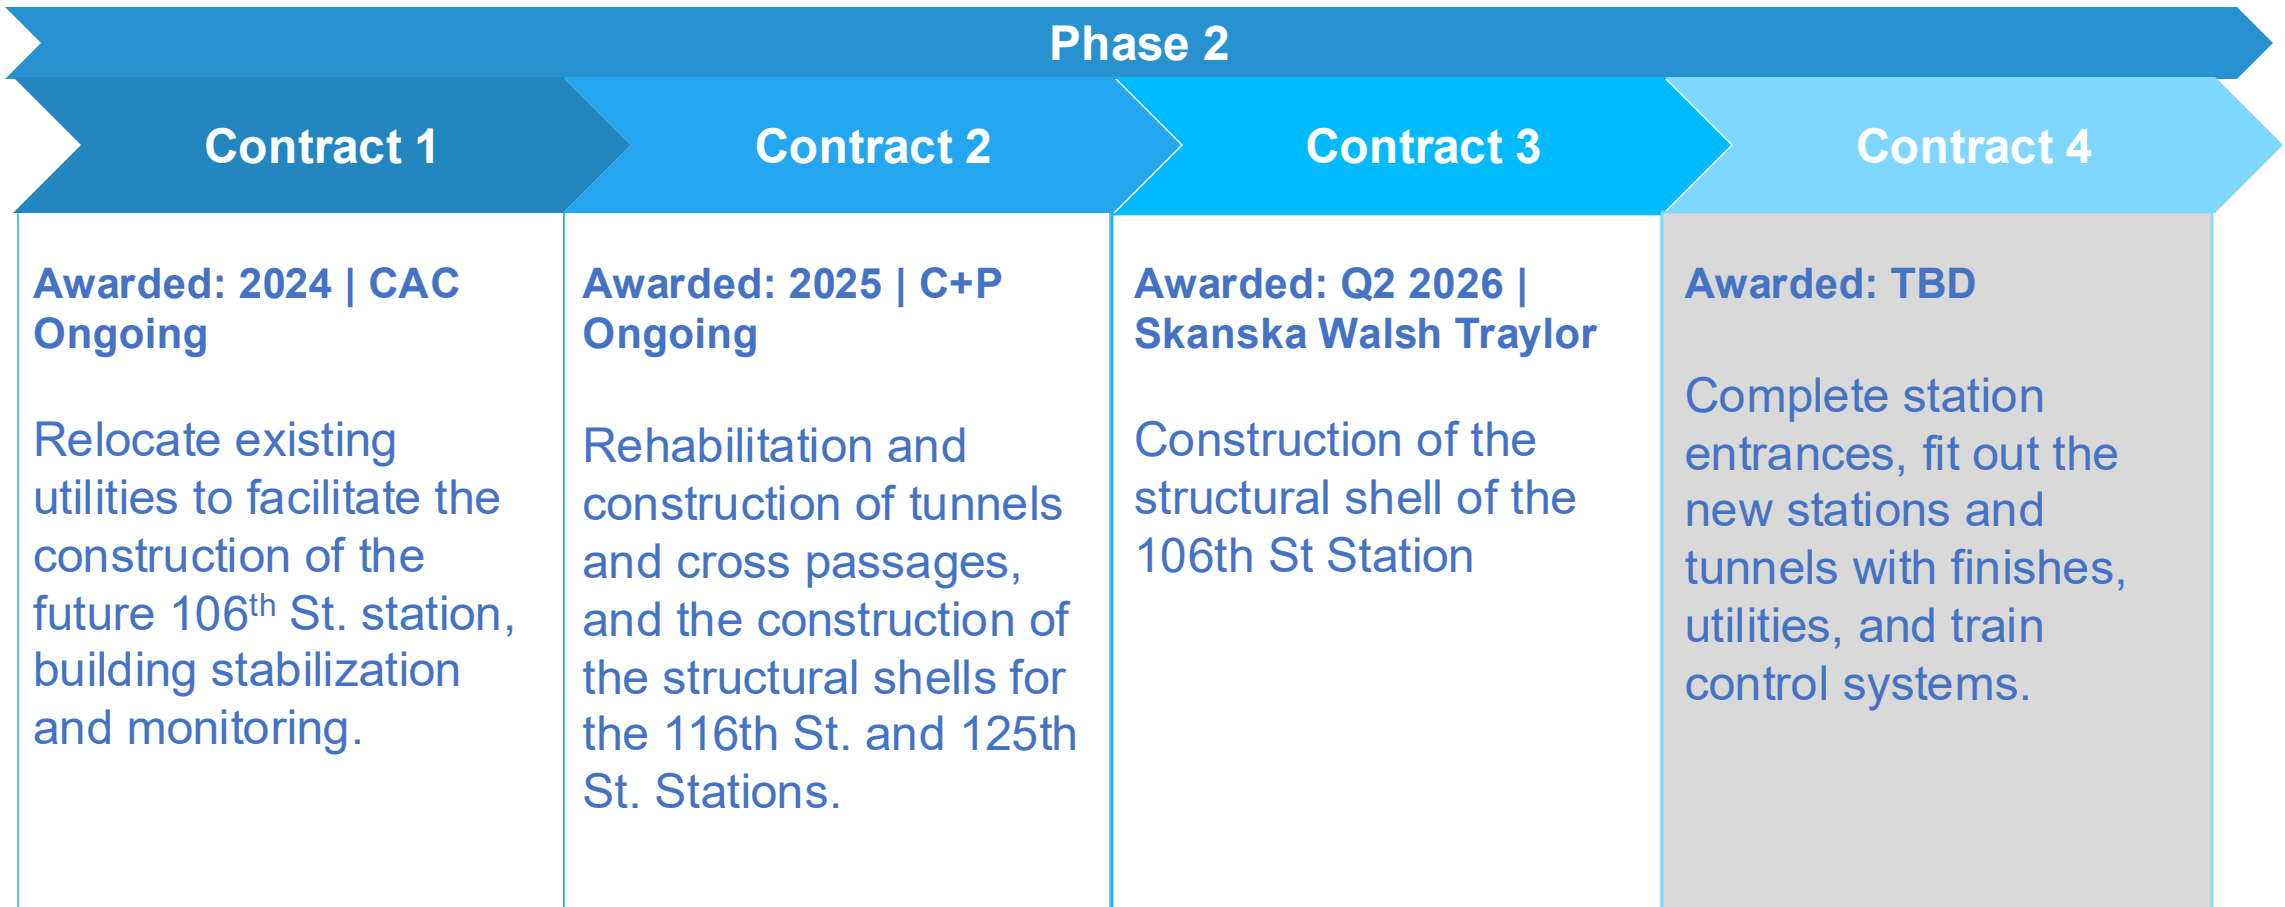 Phase 2
Contract 1
Contract 2
Contract 3
Contract 4
Awarded: 2024 | CAC
Ongoing
Relocate existing
utilities to facilitate the
construction of the
future 106th St. station,
building stabilization
and monitoring.
Awarded: 2025 | C+P
Ongoing
Rehabilitation and
construction of tunnels
and cross passages,
and the construction of
the structural shells for
the 116th St. and 125th
St. Stations.
Awarded: Q2 2026 |
Skanska Walsh Traylor
Construction of the
structural shell of the
106th St Station
Awarded: TBD
Complete station
entrances, fit out the
new stations and
tunnels with finishes,
utilities, and train
control systems.